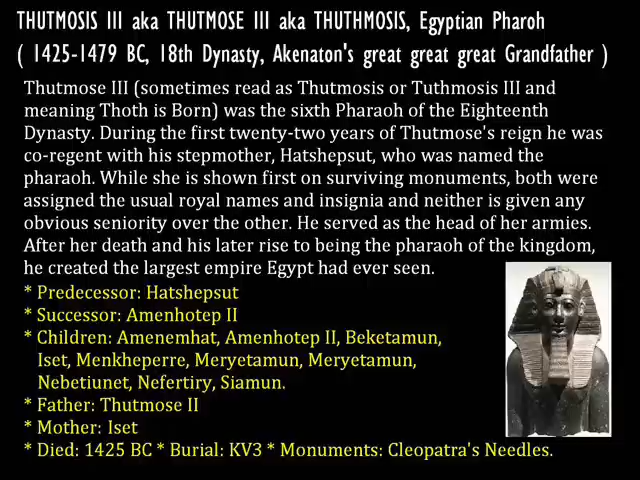 THUTMOSIS III aka THUTMOSE III aka THUTHMOSIS, Egyptian Pharoh
( 1425-1479 BC, 18th Dynasty, Akenaton's great great great Grandfather )
Thutmose III (sometimes read as Thutmosis or Tuthmosis III and
meaning Thoth is Born) was the sixth Pharaoh of the Eighteenth
Dynasty. During the first twenty-two years of Thutmose's reign he was
co-regent with his stepmother, Hatshepsut, who was named the
pharaoh. While she is shown first on surviving monuments, both were
assigned the usual royal names and insignia and neither is given any
obvious seniority over the other. He served as the head of her armies.
After her death and his later rise to being the pharaoh of the kingdom,
he created the largest empire Egypt had ever seen.
* Predecessor: Hatshepsut
* Successor: Amenhotep II
* Children: Amenemhat, Amenhotep II, Beketamun,
Iset, Menkheperre, Meryetamun, Meryetamun,
Nebetiunet, Nefertiry, Siamun.
* Father: Thutmose II
* Mother: Iset
* Died: 1425 BC * Burial: KV3 * Monuments: Cleopatra's Needles.